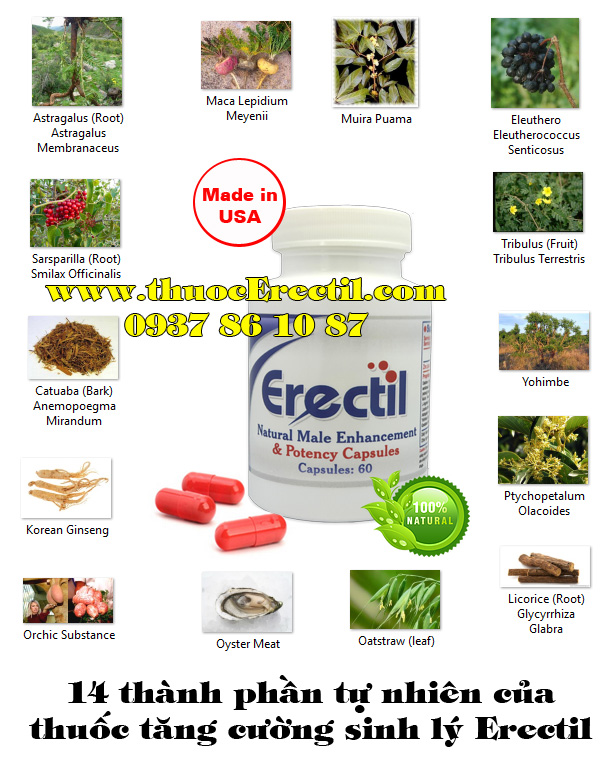 Astragalus (Root)
Astragalus
Membranaceus
Maca Lepidium
Meyenii
Muira Puama
Eleuthero
Eleutherococcus
Senticosus
Made in
USA
Sarsparilla (Root)
Smilax Officinalis
Tribulus (Fruit)
Tribulus Terrestris
www.thuocErectil.com
0937 86 10 87
Catuaba (Bark)
Anemopoegma
Mirandum
Yohimbe
Erectil
Natural Male Enhancement
& Potency Capsules
Capsules: 60
Korean Ginseng
100%
NATURAL
Ptychopetalum
Olacoides
Orchic Substance
Oyster Meat
Oatstraw (leaf)
Licorice (Root)
Glycyrrhiza
Glabra
14 thành phần tự nhiên của
thuốc tăng cường sinh lý Erectil